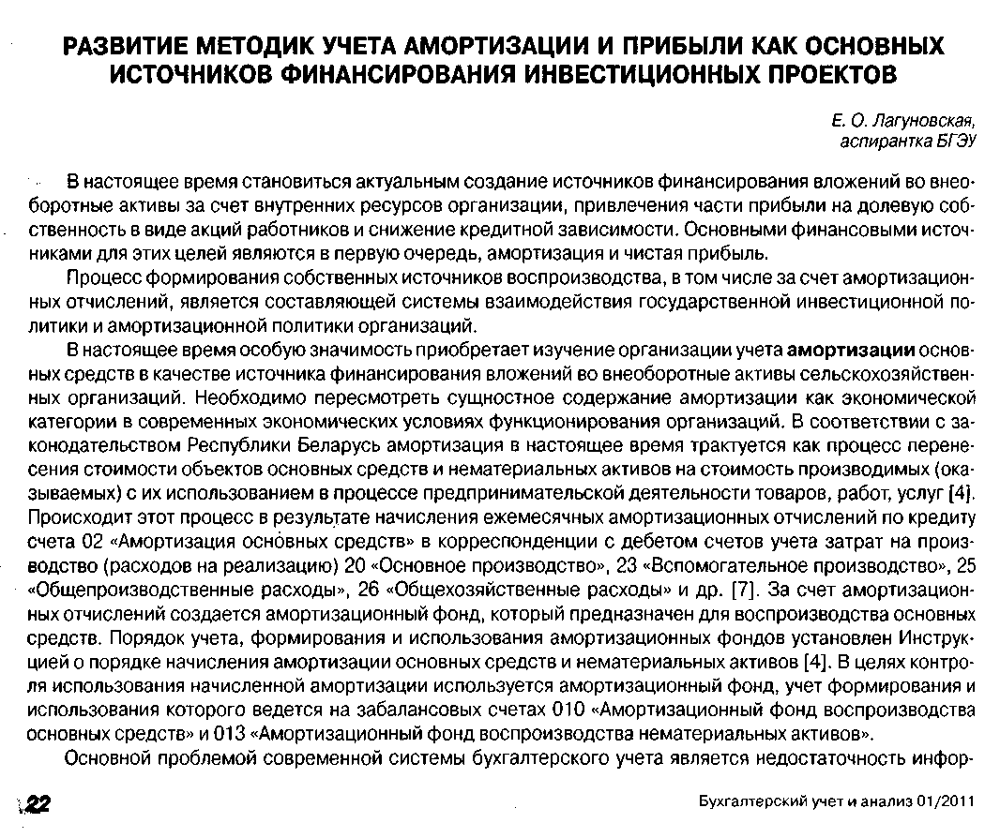 РАЗВИТИЕ МЕТОДИК УЧЕТА АМОРТИЗАЦИИ И ПРИБЫЛИ КАК ОСНОВНЫХ
ИСТОЧНИКОВ ФИНАНСИРОВАНИЯ ИНВЕСТИЦИОННЫХ ПРОЕКТОВ
Е. О. Лагуновская,
аспирантка БГЭУ
В настоящее время становиться актуальным создание источников финансирования вложений во внео-
боротные активы за счет внутренних ресурсов организации, привлечения части прибыли на долевую соб-
ственность в виде акций работников и снижение кредитной зависимости. Основными финансовыми источ-
никами для этих целей являются в первую очередь, амортизация и чистая прибыль.
Процесс формирования собственных источников воспроизводства, в том числе за счет амортизацион-
ных отчислений, является составляющей системы взаимодействия государственной инвестиционной по-
литики и амортизационной политики организаций.
В настоящее время особую значимость приобретает изучение организации учета амортизации основ-
ных средств в качестве источника финансирования вложений во внеоборотные активы сельскохозяйствен-
ных организаций. Необходимо пересмотреть сущностное содержание амортизации как экономической
категории в современных экономических условиях функционирования организаций. В соответствии с за-
конодательством Республики Беларусь амортизация в настоящее время трактуется как процесс перене-
сения стоимости объектов основных средств и нематериальных активов на стоимость производимых (ока-
зываемых) с их использованием в процессе предпринимательской деятельности товаров, работ, услуг [4].
Происходит этот процесс в результате начисления ежемесячных амортизационных отчислений по кредиту
счета 02 «Амортизация основных средств» в корреспонденции с дебетом счетов учета затрат на произ-
водство (расходов на реализацию) 20 «Основное производство», 23 «Вспомогательное производство», 25
«Общепроизводственные расходы», 26 «Общехозяйственные расходы» и др. [7]. За счет амортизацион-
ных отчислений создается амортизационный фонд, который предназначен для воспроизводства основных
средств. Порядок учета, формирования и использования амортизационных фондов установлен Инструк-
цией о порядке начисления амортизации основных средств и нематериальных активов [4]. В целях контро-
ля использования начисленной амортизации используется амортизационный фонд, учет формирования и
использования которого ведется на забалансовых счетах 010 «Амортизационный фонд воспроизводства
основных средств» и 013 «Амортизационный фонд воспроизводства нематериальных активов».
Основной проблемой современной системы бухгалтерского учета является недостаточность инфор-
22
Бухгалтерский учет и анализ 01/2011